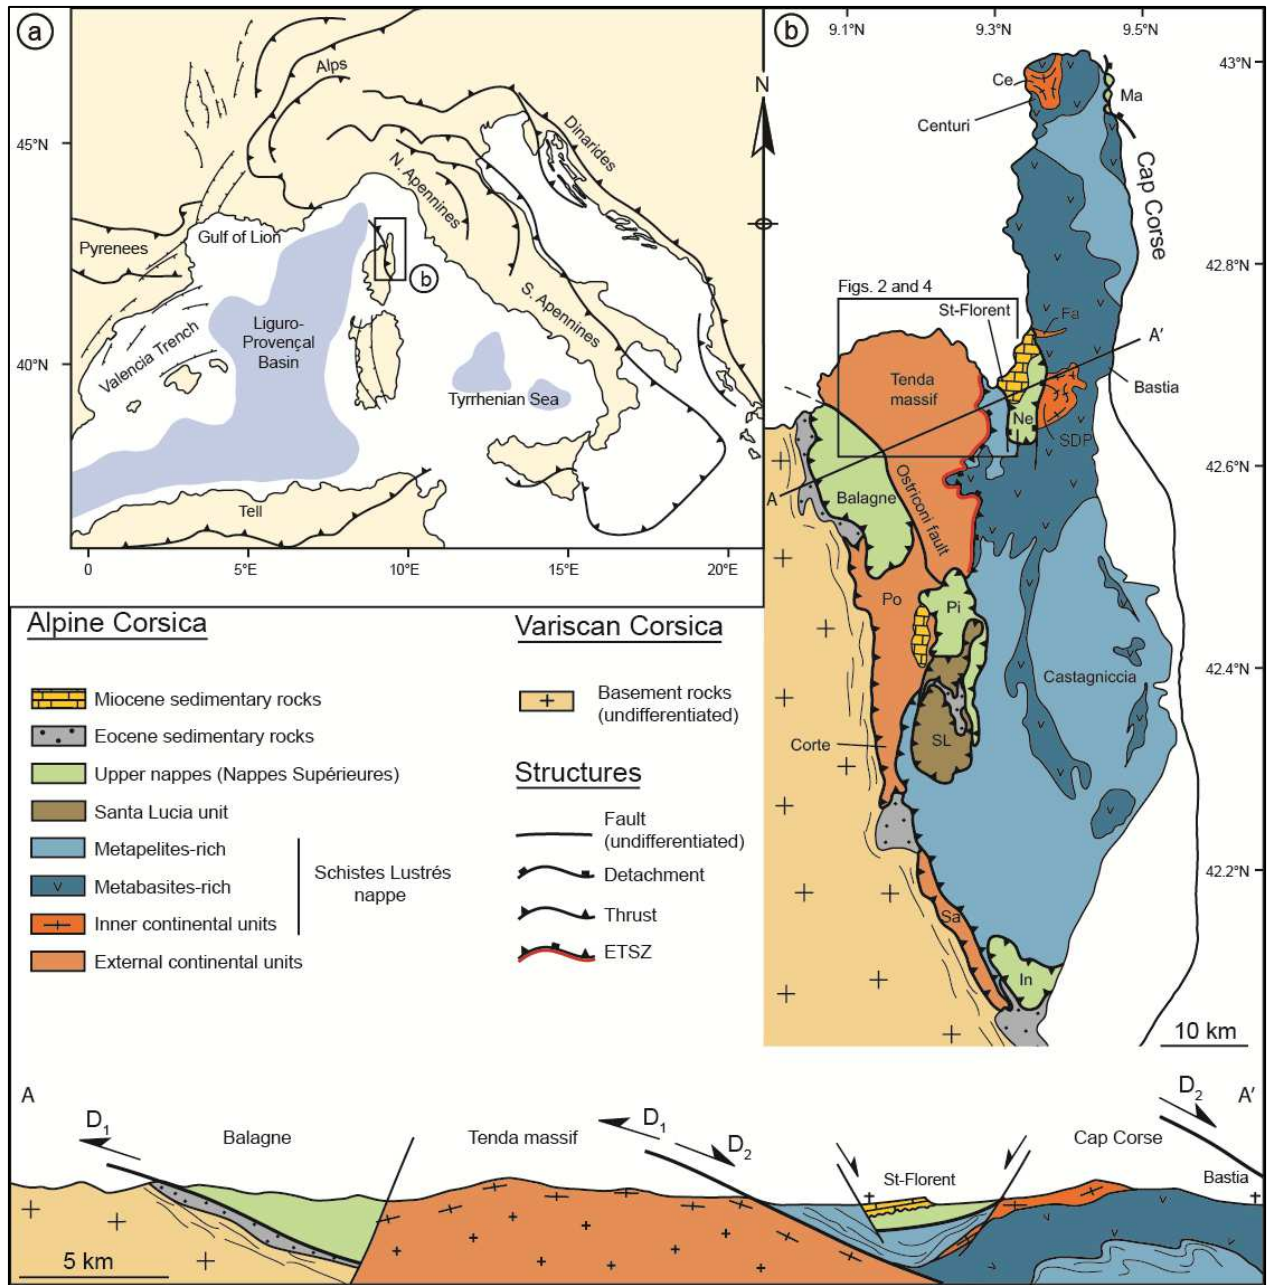 a
Alps
45°N
Dinarides
N. Apennines
Gulf of Lion
Pyrenees
b
S. Apennines
Liguro-
Provençal
Basin
Valencia Trench
40°N
Tyrrhenian Sea
Tell
0
5°E
10°E
15°E
20°E
N
b
9.1°N
9.3°N
9.5°N
43°N
Ce
Ma
Centuri
Cap Corse
42.8°N
Figs. 2 and 4
St-Florent
Fa
A'
Tenda
massif
Bastia
Ne
SDP
42.6°N
A
Balagne
Ostriconi fault
Po
Pi
42.4°N
Castagniccia
Corte
SL
42.2°N
Sa
In
10 km
Alpine Corsica
Miocene sedimentary rocks
Eocene sedimentary rocks
Upper nappes (Nappes Supérieures)
Santa Lucia unit
Metapelites-rich
Metabasites-rich
Inner continental units
Schistes Lustrés
nappe
External continental units
Variscan Corsica
Basement rocks
(undifferentiated)
Structures
Fault
(undifferentiated)
Detachment
Thrust
ETSZ
A
D1
Balagne
Tenda massif
D1
D2
St-Florent
Cap Corse
D2
A'
Bastia
5 km